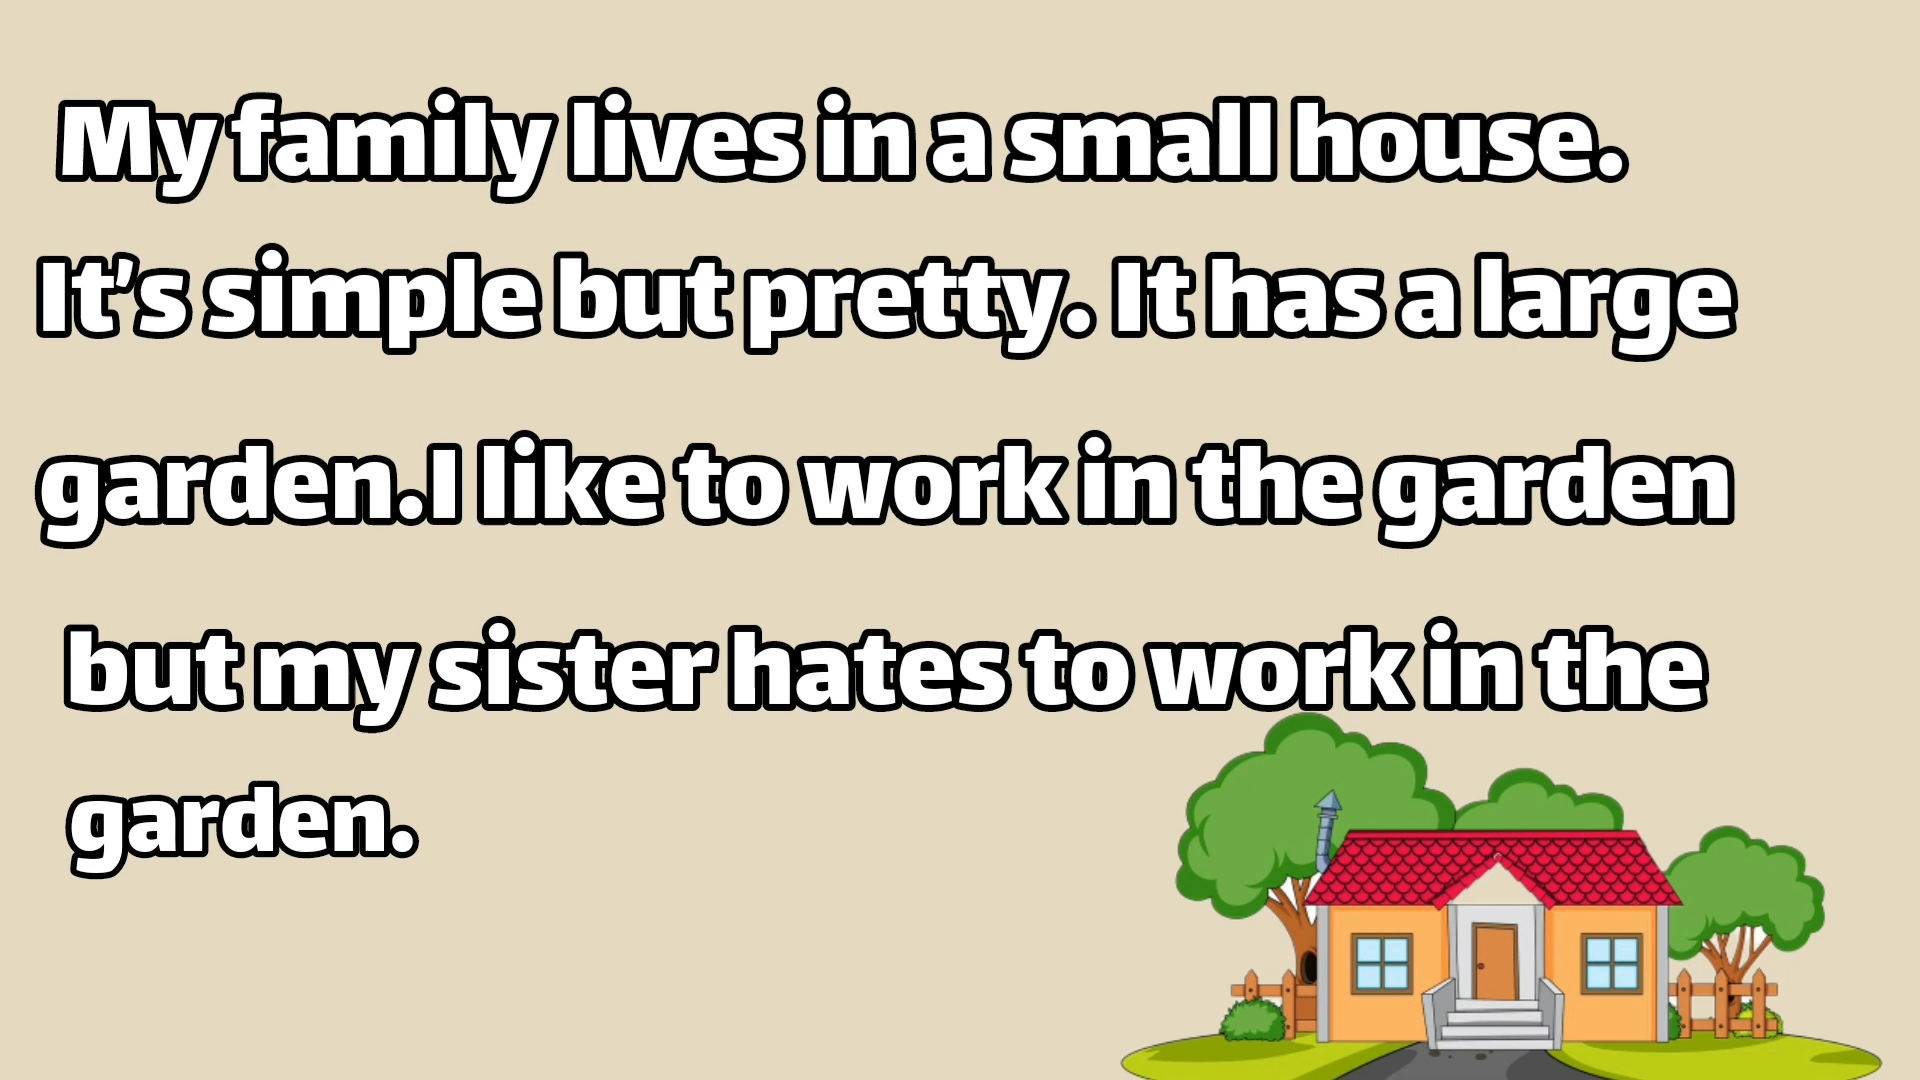 My family lives in a small house.
It's simple but pretty. It has a large
garden.I like to work in the garden
but my sister hates to work in the
garden.